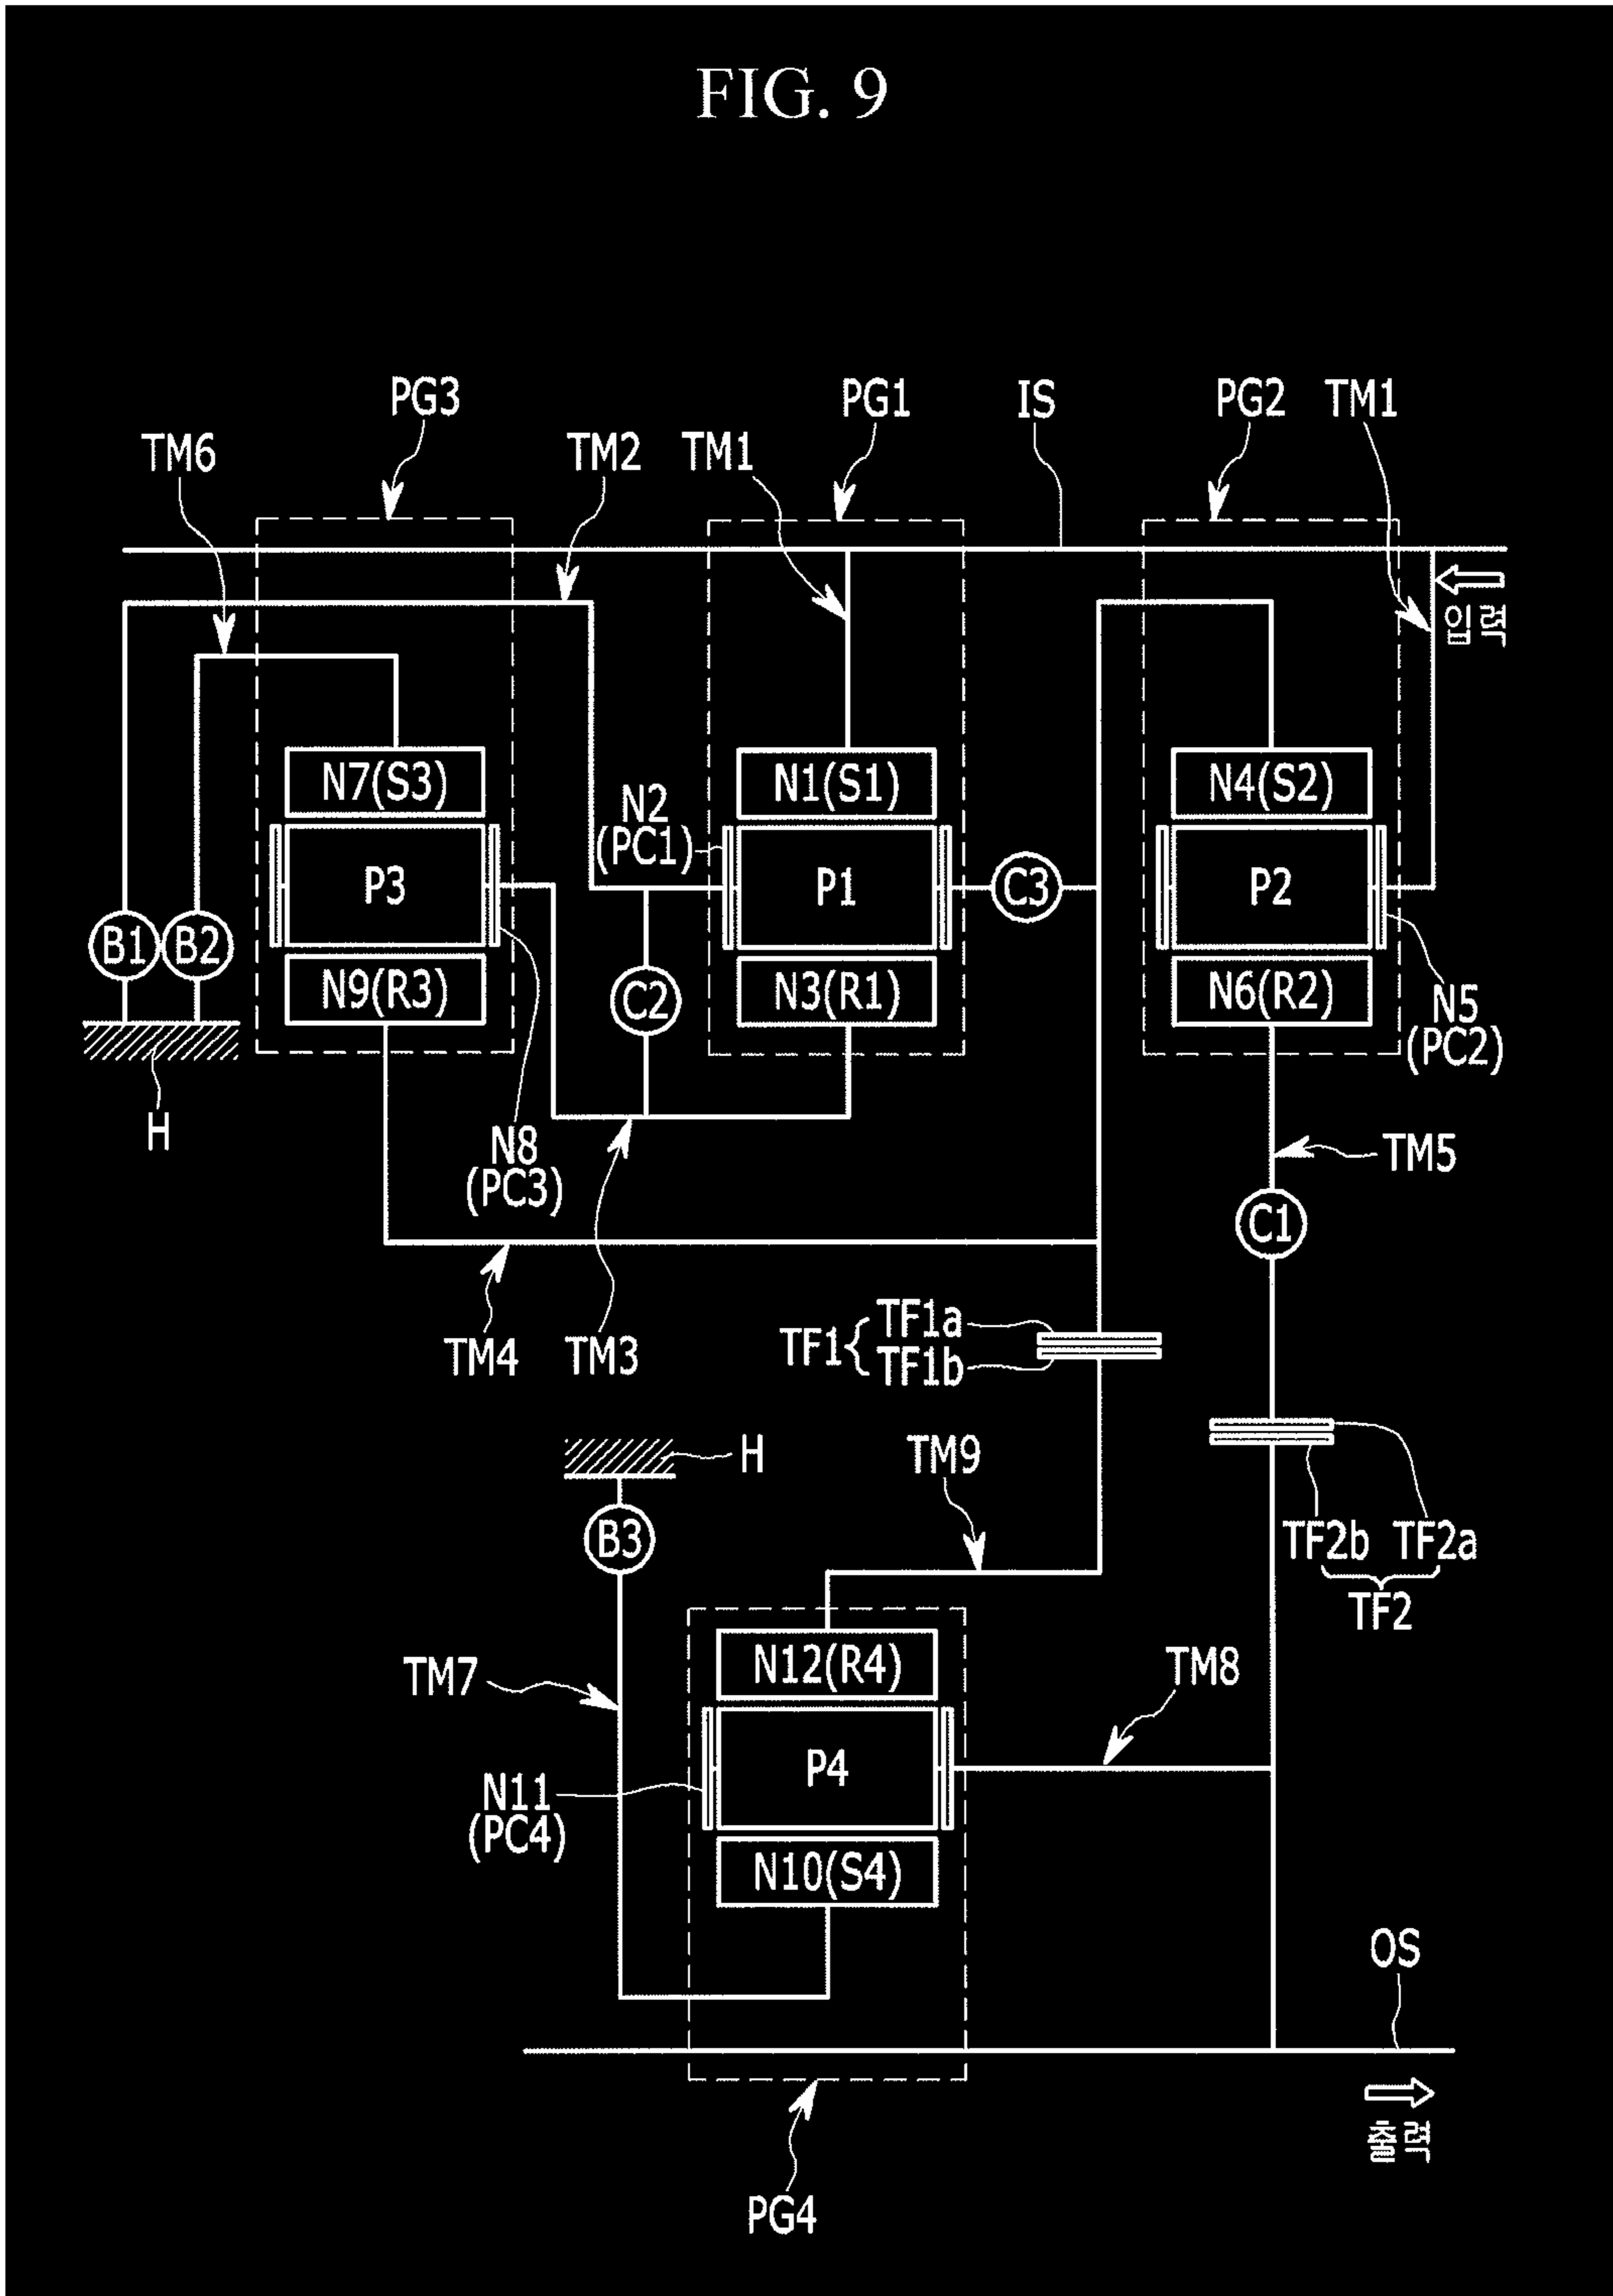 FIG. 9
PG3
PG1
IS
PG2
TM1
TM6
TM2
TM1
입력
N7(S3)
N2
(PC1)
N1(S1)
N4(S2)
P3
P1
C3
P2
B1
B2
N9(R3)
C2
N3(R1)
N6(R2)
N5
(PC2)
H
N8
(PC3)
TM5
C1
TM4
TM3
TF1
TF1a
TF1b
H
TM9
B3
TF2b TF2a
TF2
TM7
N12(R4)
TM8
N11
(PC4)
P4
N10(S4)
OS
출력
PG4